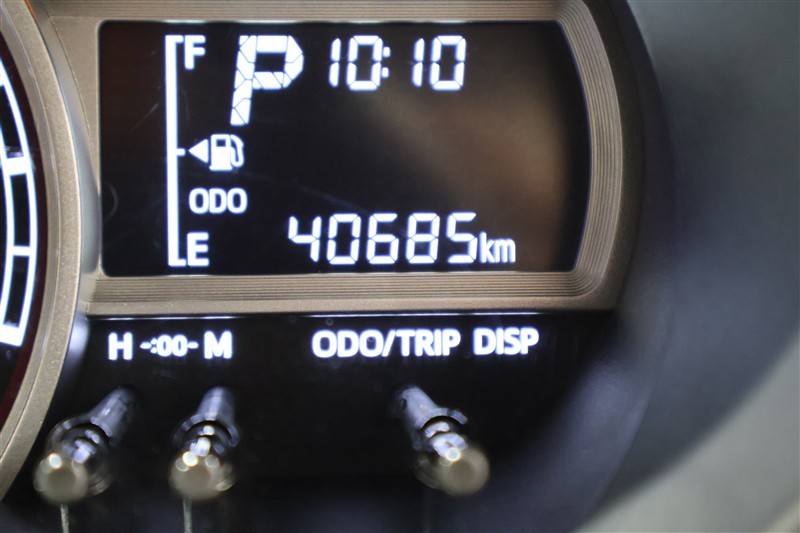 F P 10:10
ODO
E 40685km
H -:00- M ODO/TRIP DISP